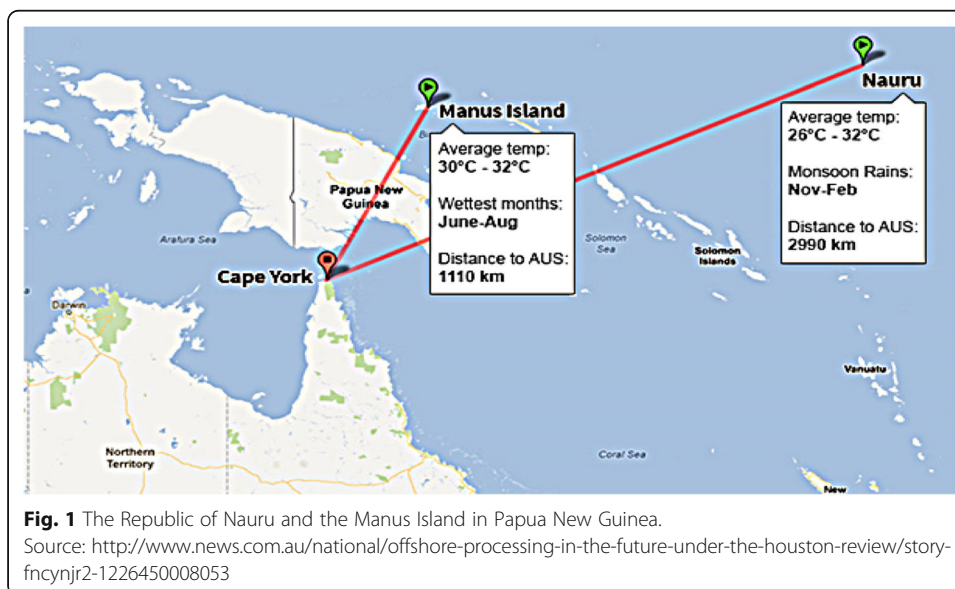 Nauru
Manus Island
Average temp:
26°C - 32°C
Monsoon Rains:
Nov-Feb
Distance to AUS:
2990 km
Average temp:
30°C - 32°C
Wettest months:
June-Aug
Distance to AUS:
1110 km
Papua New
Guinea
Arafura Sea
Solomon
Sea
Solomon
Islands
Cape York
Darwin
Vanuatu
Northern
Territory
Coral Sea
New
Fig. 1 The Republic of Nauru and the Manus Island in Papua New Guinea.
Source: http://www.news.com.au/national/offshore-processing-in-the-future-under-the-houston-review/story-
fncynjr2-1226450008053